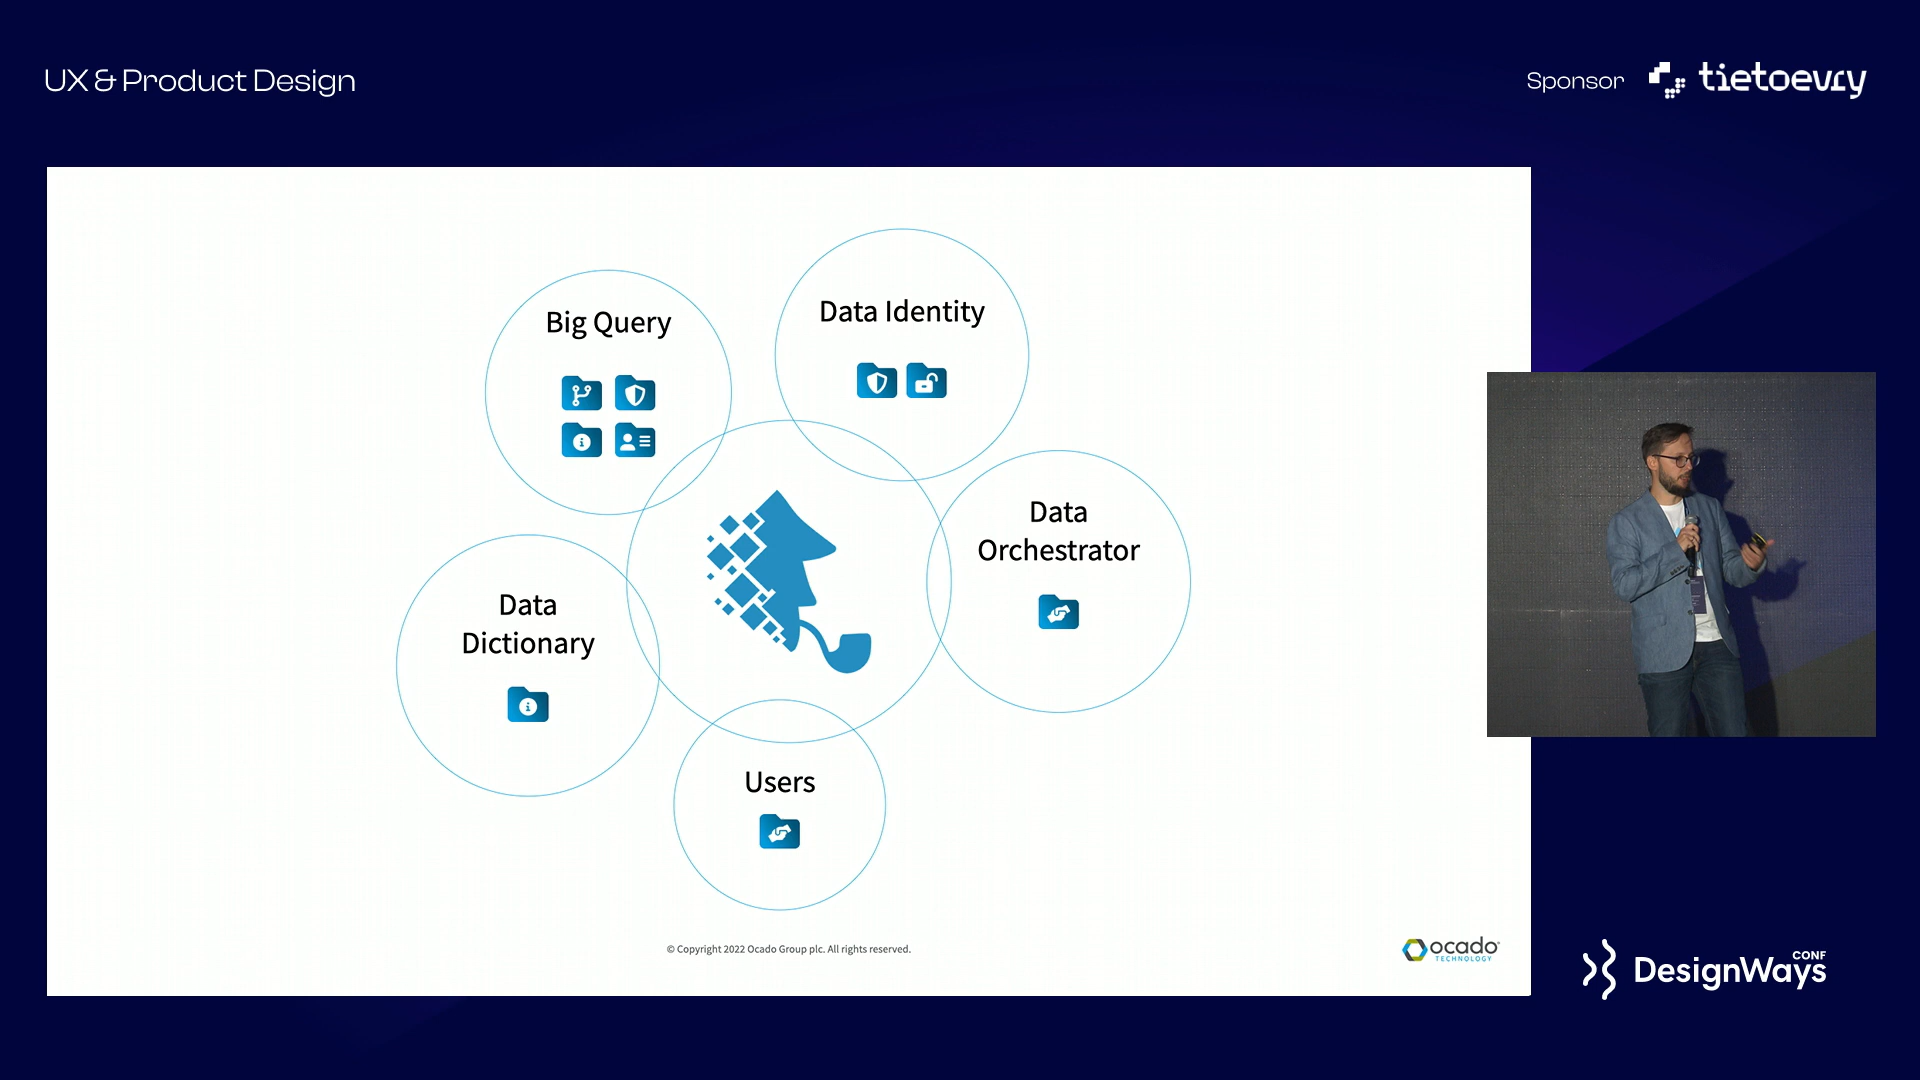 UX & Product Design
Sponsor tietoevry
Big Query
Data Identity
Data
Orchestrator
Data
Dictionary
Users
© Copyright 2022 Ocado Group plc. All rights reserved.
ocado
TECHNOLOGY
DesignWays
CONF